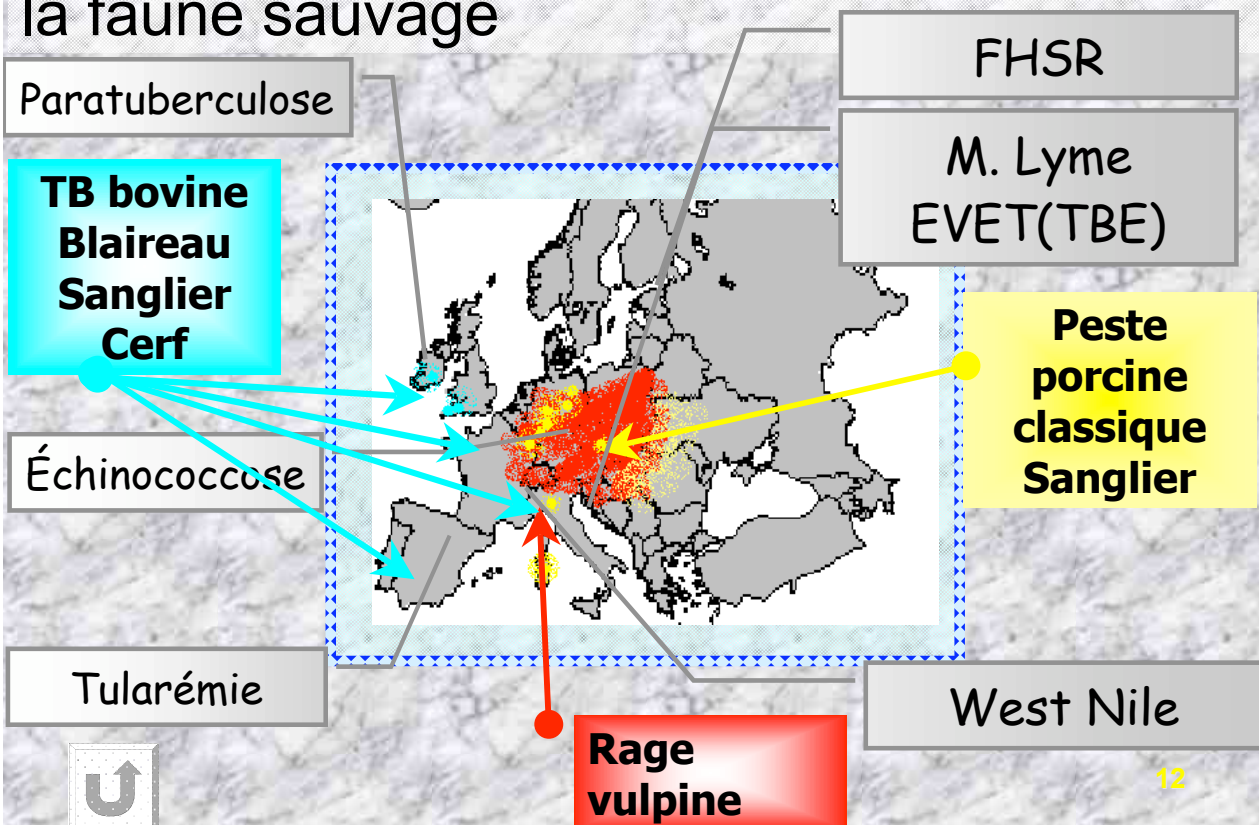 la faune sauvage
FHSR
Paratuberculose
M. Lyme
EVET(TBE)
TB bovine
Blaireau
Sanglier
Cerf
Peste
porcine
classique
Sanglier
Échinococcose
Tularémie
West Nile
Rage
vulpine
12